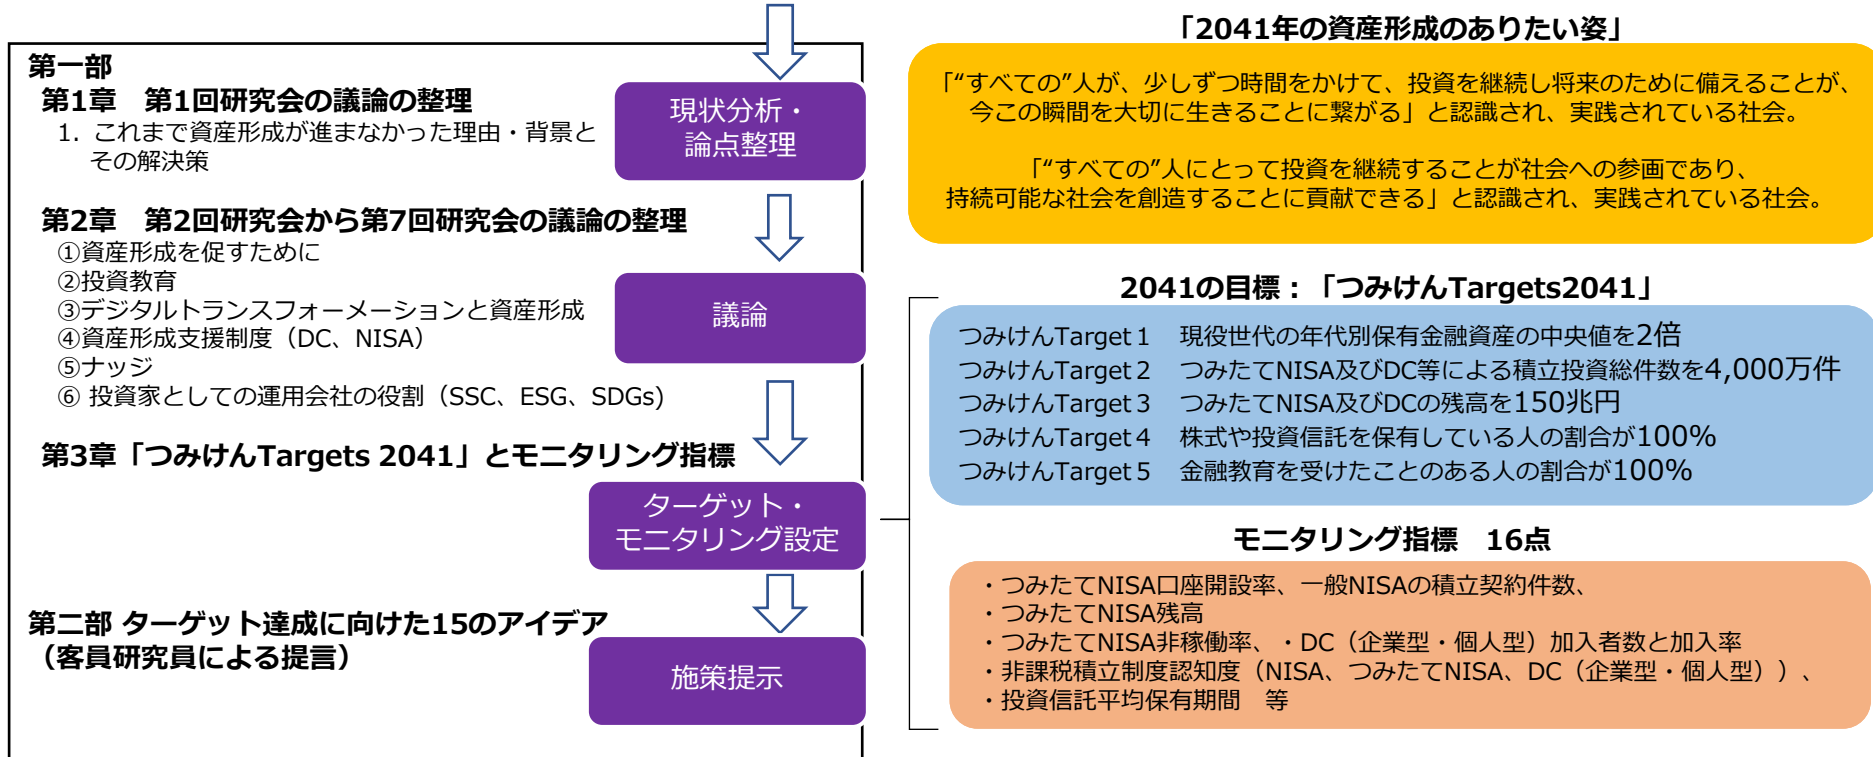 第一部
第1章　第1回研究会の議論の整理
1. これまで資産形成が進まなかった理由・背景と
その解決策
第2章　第2回研究会から第7回研究会の議論の整理
①資産形成を促すために
②投資教育
③デジタルトランスフォーメーションと資産形成
④資産形成支援制度（DC、NISA）
⑤ナッジ
⑥ 投資家としての運用会社の役割（SSC、ESG、SDGs)
第3章「つみけんTargets 2041」とモニタリング指標
第二部 ターゲット達成に向けた15のアイデア
（客員研究員による提言）
現状分析・
論点整理
議論
ターゲット・
モニタリング設定
施策提示
「2041年の資産形成のありたい姿」
「“すべての”人が、少しずつ時間をかけて、投資を継続し将来のために備えることが、
今この瞬間を大切に生きることに繋がる」と認識され、実践されている社会。
「“すべての”人にとって投資を継続することが社会への参画であり、
持続可能な社会を創造することに貢献できる」と認識され、実践されている社会。
2041の目標：「つみけんTargets2041」
つみけんTarget１　現役世代の年代別保有金融資産の中央値を2倍
つみけんTarget２　つみたてNISA及びDC等による積立投資総件数を4,000万件
つみけんTarget３　つみたてNISA及びDCの残高を150兆円
つみけんTarget４　株式や投資信託を保有している人の割合が100%
つみけんTarget５　金融教育を受けたことのある人の割合が100%
モニタリング指標　16点
・つみたてNISA口座開設率、一般NISAの積立契約件数、
・つみたてNISA残高
・つみたてNISA非稼働率、・DC（企業型・個人型）加入者数と加入率
・非課税積立制度認知度（NISA、つみたてNISA、DC（企業型・個人型））、
・投資信託平均保有期間　等